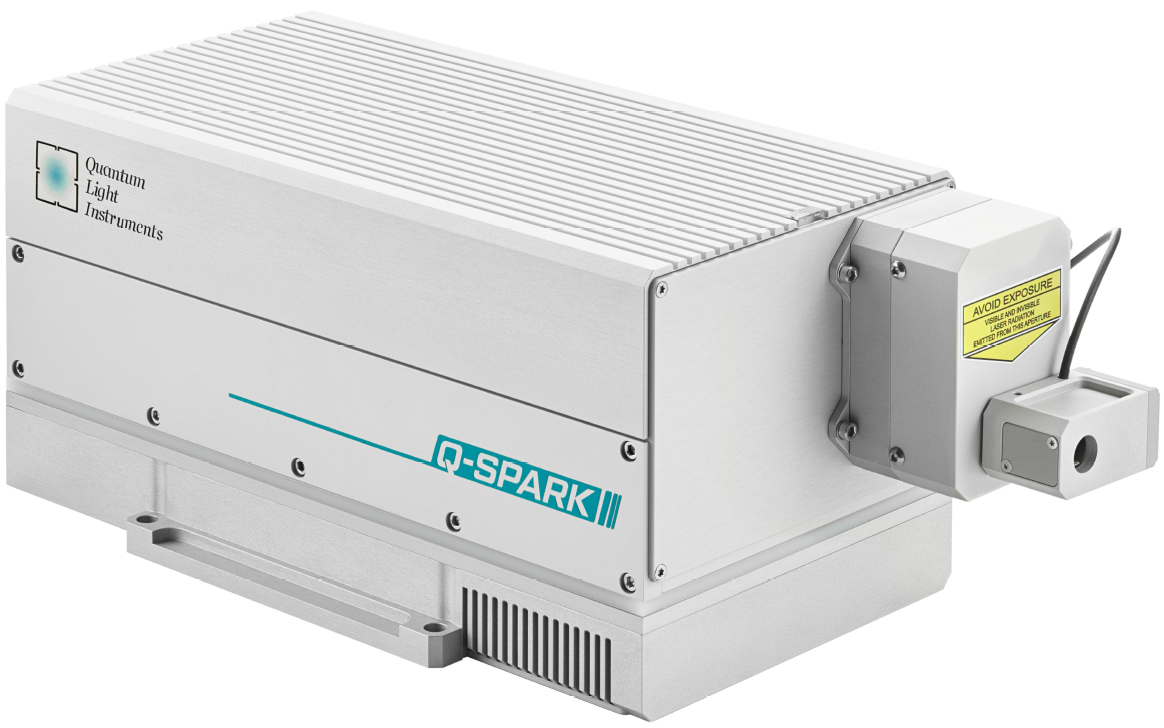 Quantum
Light
Instruments
AVOID EXPOSURE
VISIBLE AND INVISIBLE
LASER RADIATION
EMITTED FROM THIS APERTURE
Q-SPARK